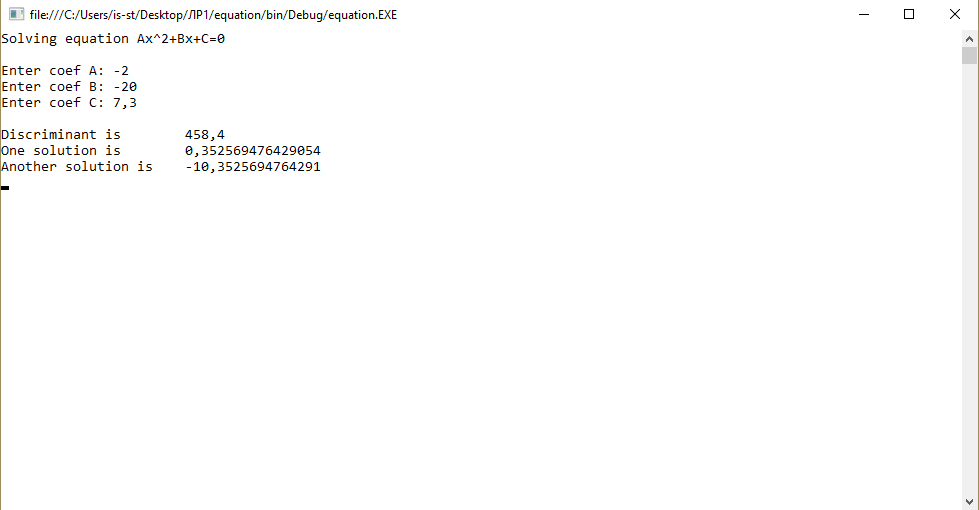 file:///C:/Users/is-st/Desktop/ЛР1/equation/bin/Debug/equation.EXE
Solving equation Ax^2+Bx+C=0
Enter coef A: -2
Enter coef B: -20
Enter coef C: 7,3
Discriminant is 458,4
One solution is 0,352569476429054
Another solution is -10,3525694764291